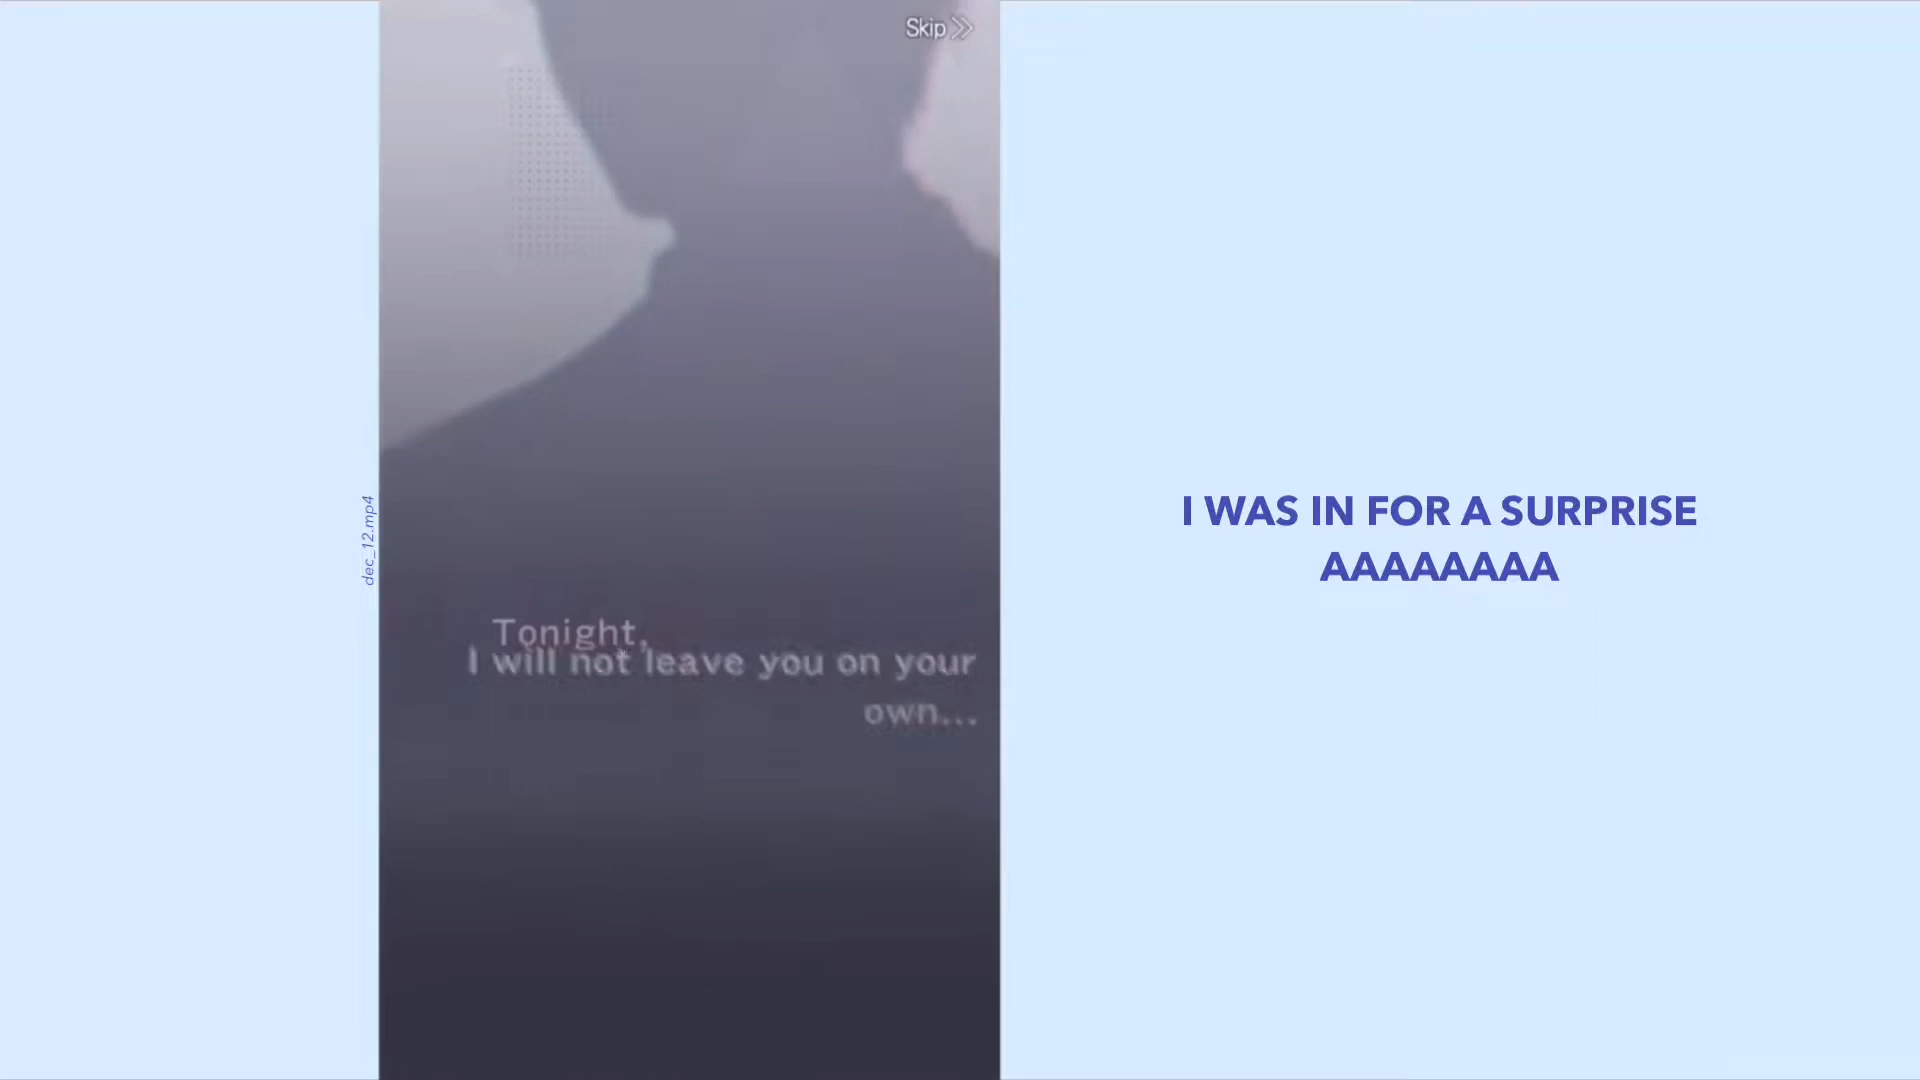 Skip
dec_12.mp4
Tonight,
I will not leave you on your
own...
I WAS IN FOR A SURPRISE
AAAAAAAA